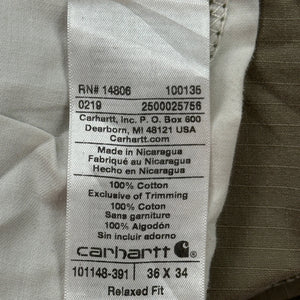 RN# 14806 100135
0219 2500025756
Carhartt, Inc. P.O. Box 600
Dearborn, MI 48121 USA
Carhartt.com
Made in Nicaragua
Fabriqué au Nicaragua
Hecho en Nicaragua
100% Cotton
Exclusive of Trimming
100% Cotton
Sans garniture
100% Algodón
Sin incluir adorno
carhartt
101148-391 36 X 34
Relaxed Fit